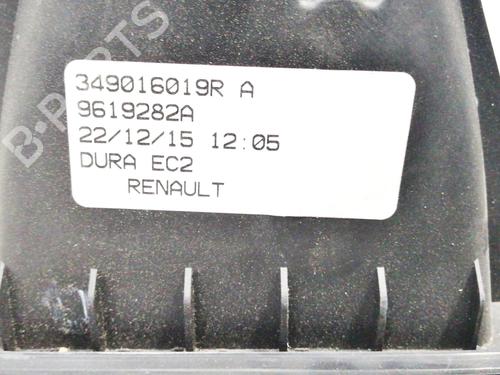 349016019R A
9619282A
22/12/15 12:05
DURA EC2
RENAULT
B-PARTS